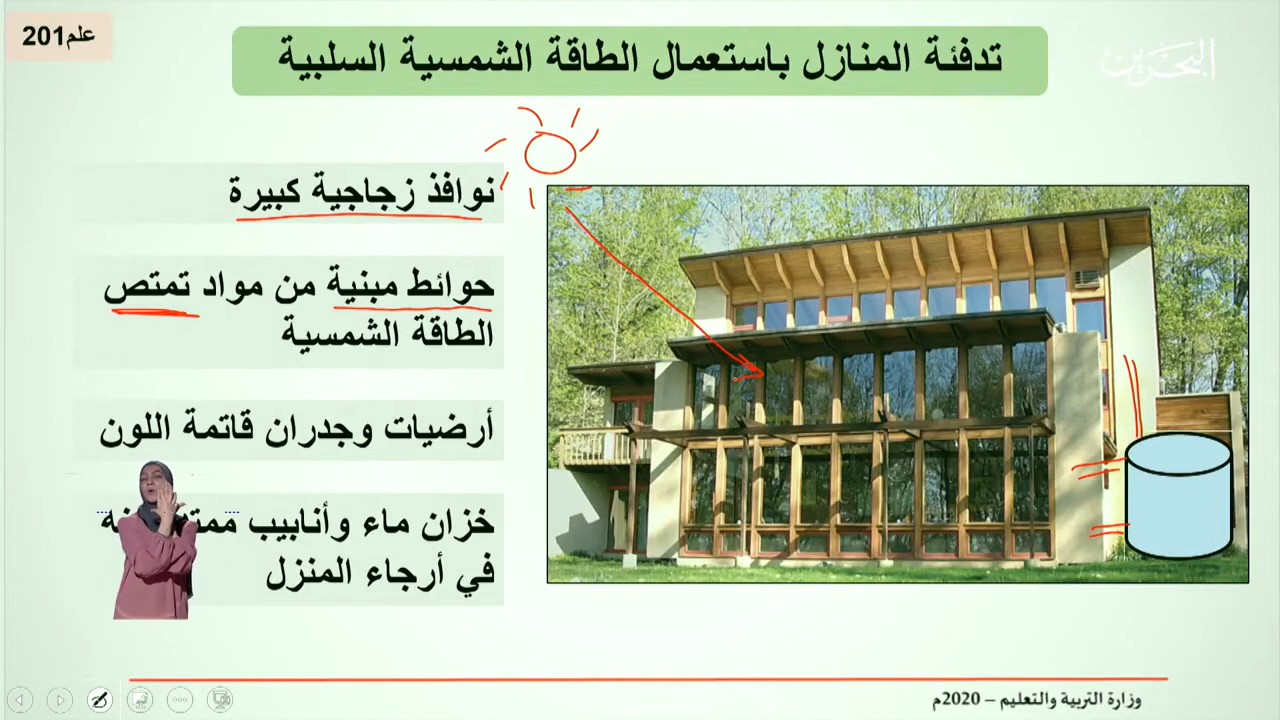 علم201
تدفئة المنازل باستعمال الطاقة الشمسية السلبية
البحرين
نوافذ زجاجية كبيرة
حوائط مبنية من مواد تمتص
الطاقة الشمسية
أرضيات وجدران قاتمة اللون
خزان ماء وأنابيب
في أرجاء المنزل
وزارة التربية والتعليم – 2020م